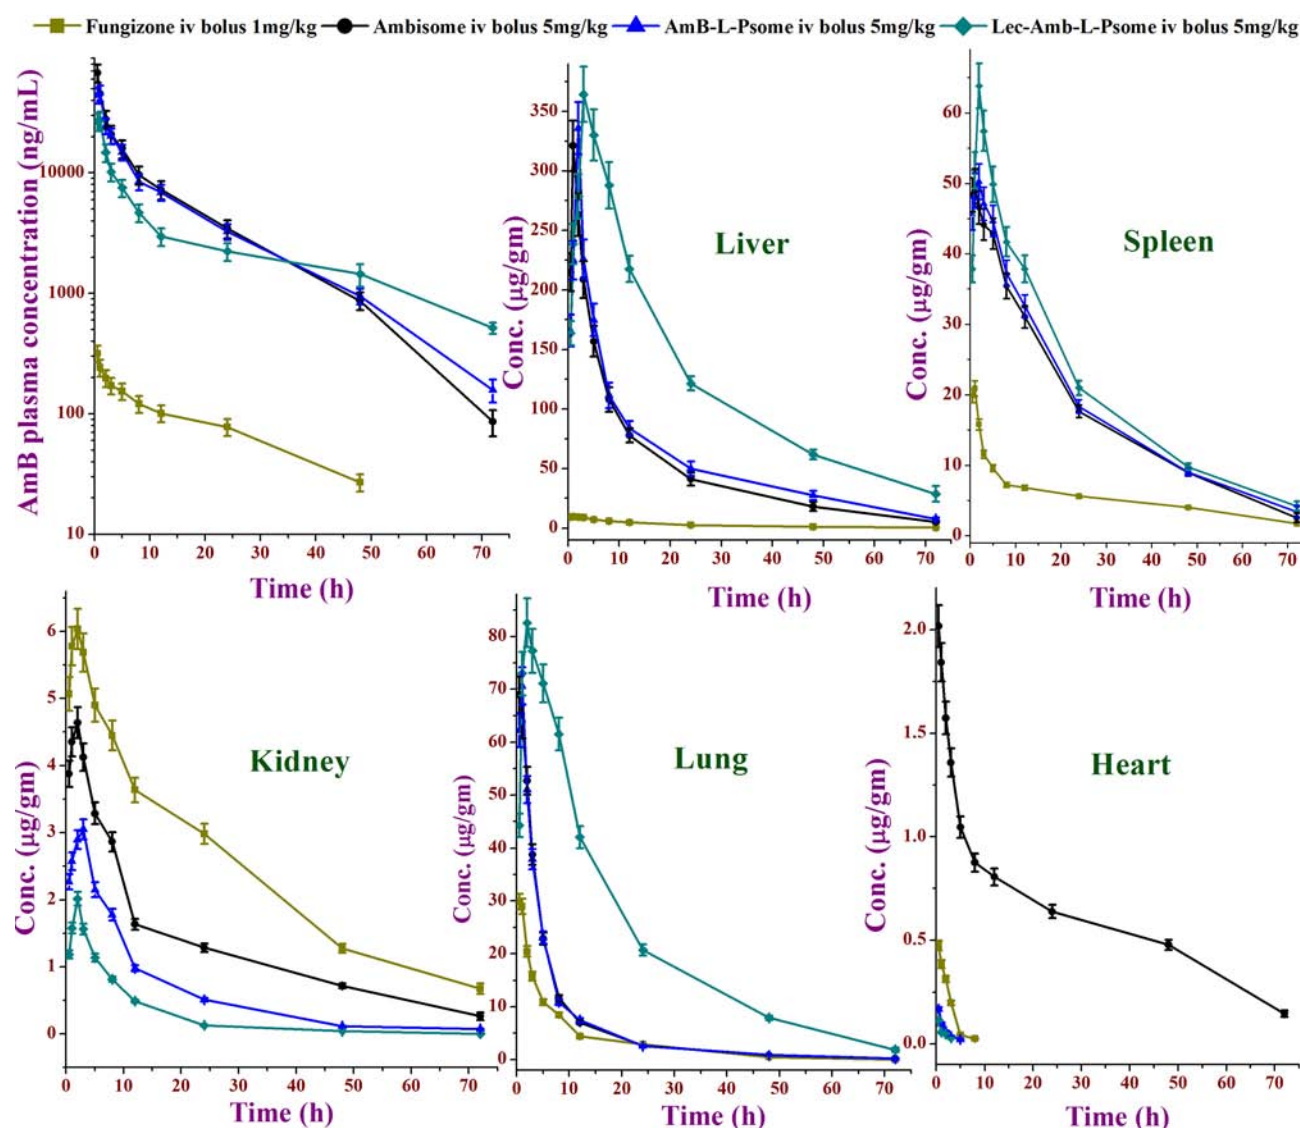 Fungizone iv bolus 1mg/kg Ambisome iv bolus 5mg/kg AmB-L-Psome iv bolus 5mg/kg Lec-Amb-L-Psome iv bolus 5mg/kg
AmB plasma concentration (ng/mL)
10000
1000
100
10
0 10 20 30 40 50 60 70
Time (h)
Conc. (µg/gm)
350
300
250
200
150
100
50
0
Liver
0 10 20 30 40 50 60 70
Time (h)
Conc. (µg/gm)
60
50
40
30
20
10
0
Spleen
0 10 20 30 40 50 60 70
Time (h)
Conc. (µg/gm)
6
5
4
3
2
1
0
Kidney
0 10 20 30 40 50 60 70
Time (h)
Conc. (µg/gm)
80
70
60
50
40
30
20
10
0
Lung
0 10 20 30 40 50 60 70
Time (h)
Conc. (µg/gm)
2.0
1.5
1.0
0.5
0.0
Heart
0 10 20 30 40 50 60 70
Time (h)